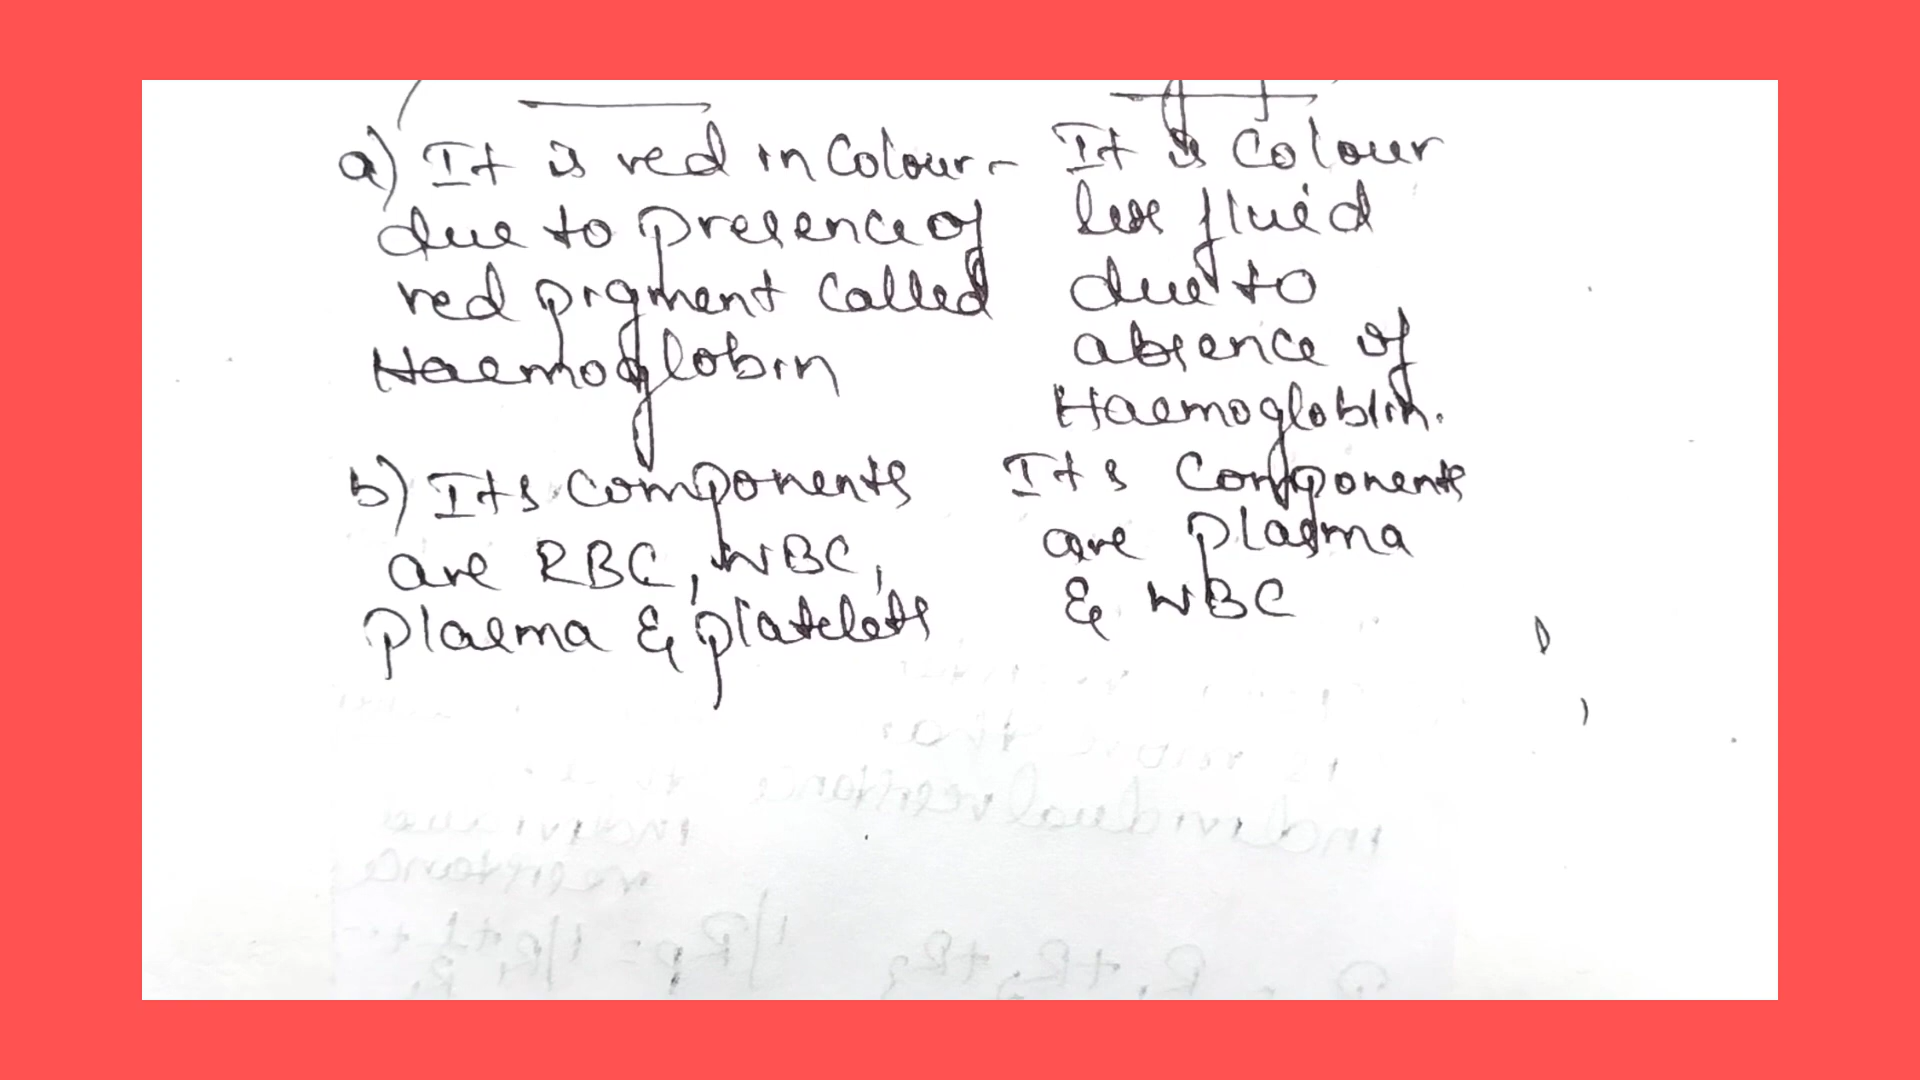 a) It is red in Colour -
due to presence of
red pigment called
Haemoglobin
b) Its components
are RBC, WBC,
plasma & platelets
It is Colour
less fluid
due to
absence of
Haemoglobin.
Its Components
are plasma
& WBC